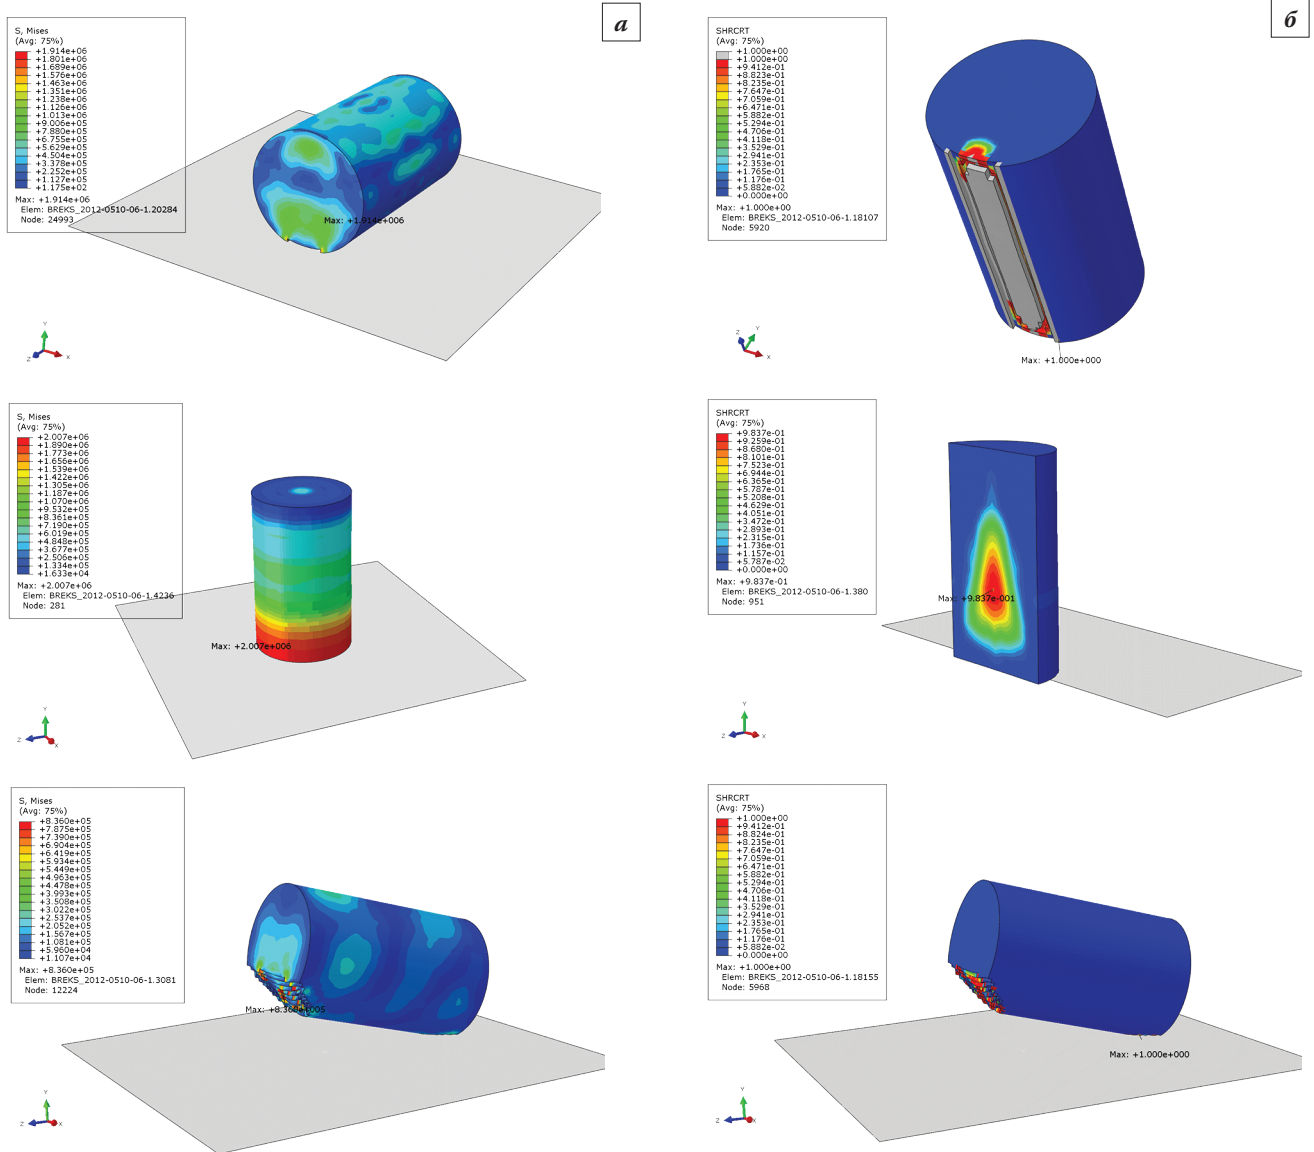 а
S, Mises
(Avg: 75%)
+1.914e+06
+1.801e+06
+1.689e+06
+1.576e+06
+1.463e+06
+1.351e+06
+1.238e+06
+1.126e+06
+1.013e+06
+9.006e+05
+7.880e+05
+6.755e+05
+5.629e+05
+4.504e+05
+3.378e+05
+2.252e+05
+1.127e+05
+1.175e+02
Max: +1.914e+06
Elem: BREKS_2012-0510-06-1.20284
Node: 24993
Max: +1.914e+006
Y
Z
X
б
SHRCRT
(Avg: 75%)
+1.000e+00
+1.000e+00
+9.412e-01
+8.823e-01
+8.235e-01
+7.647e-01
+7.059e-01
+6.471e-01
+5.882e-01
+5.294e-01
+4.706e-01
+4.118e-01
+3.529e-01
+2.941e-01
+2.353e-01
+1.765e-01
+1.176e-01
+5.882e-02
+0.000e+00
Max: +1.000e+00
Elem: BREKS_2012-0510-06-1.18107
Node: 5920
Max: +1.000e+000
Y
Z
X
S, Mises
(Avg: 75%)
+2.007e+06
+1.890e+06
+1.773e+06
+1.656e+06
+1.539e+06
+1.422e+06
+1.305e+06
+1.187e+06
+1.070e+06
+9.532e+05
+8.361e+05
+7.190e+05
+6.019e+05
+4.848e+05
+3.677e+05
+2.506e+05
+1.334e+05
+1.633e+04
Max: +2.007e+06
Elem: BREKS_2012-0510-06-1.4236
Node: 281
Max: +2.007e+006
Y
Z
X
SHRCRT
(Avg: 75%)
+9.837e-01
+9.259e-01
+8.680e-01
+8.101e-01
+7.523e-01
+6.944e-01
+6.365e-01
+5.787e-01
+5.208e-01
+4.629e-01
+4.051e-01
+3.472e-01
+2.893e-01
+2.315e-01
+1.736e-01
+1.157e-01
+5.787e-02
+0.000e+00
Max: +9.837e-01
Elem: BREKS_2012-0510-06-1.380
Node: 951
Max: +9.837e-001
Y
Z
X
S, Mises
(Avg: 75%)
+8.360e+05
+7.875e+05
+7.390e+05
+6.904e+05
+6.419e+05
+5.934e+05
+5.449e+05
+4.963e+05
+4.478e+05
+3.993e+05
+3.508e+05
+3.022e+05
+2.537e+05
+2.052e+05
+1.567e+05
+1.081e+05
+5.960e+04
+1.107e+04
Max: +8.360e+05
Elem: BREKS_2012-0510-06-1.3081
Node: 12224
Max: +8.360e+005
Y
Z
X
SHRCRT
(Avg: 75%)
+1.000e+00
+9.412e-01
+8.824e-01
+8.235e-01
+7.647e-01
+7.059e-01
+6.471e-01
+5.882e-01
+5.294e-01
+4.706e-01
+4.118e-01
+3.529e-01
+2.941e-01
+2.353e-01
+1.765e-01
+1.176e-01
+5.882e-02
+0.000e+00
Max: +1.000e+00
Elem: BREKS_2012-0510-06-1.18155
Node: 5968
Max: +1.000e+000
Y
Z
X